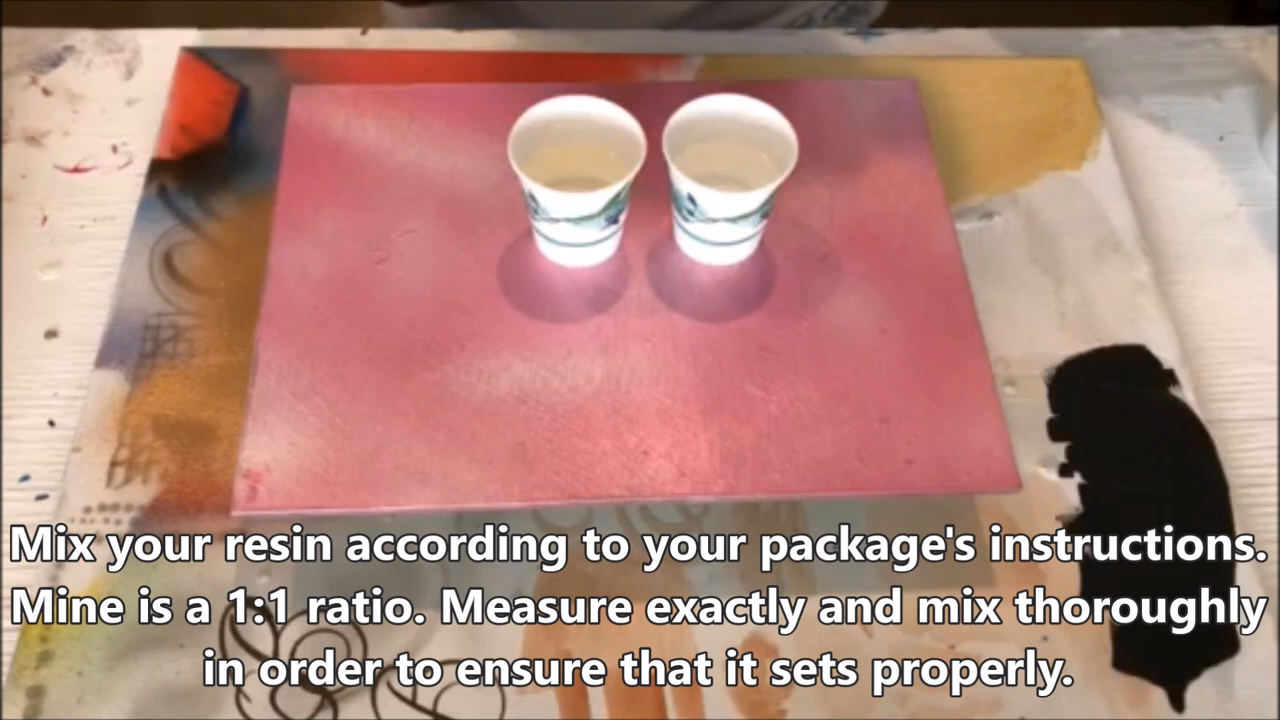 Mix your resin according to your package's instructions.
Mine is a 1:1 ratio. Measure exactly and mix thoroughly
in order to ensure that it sets properly.